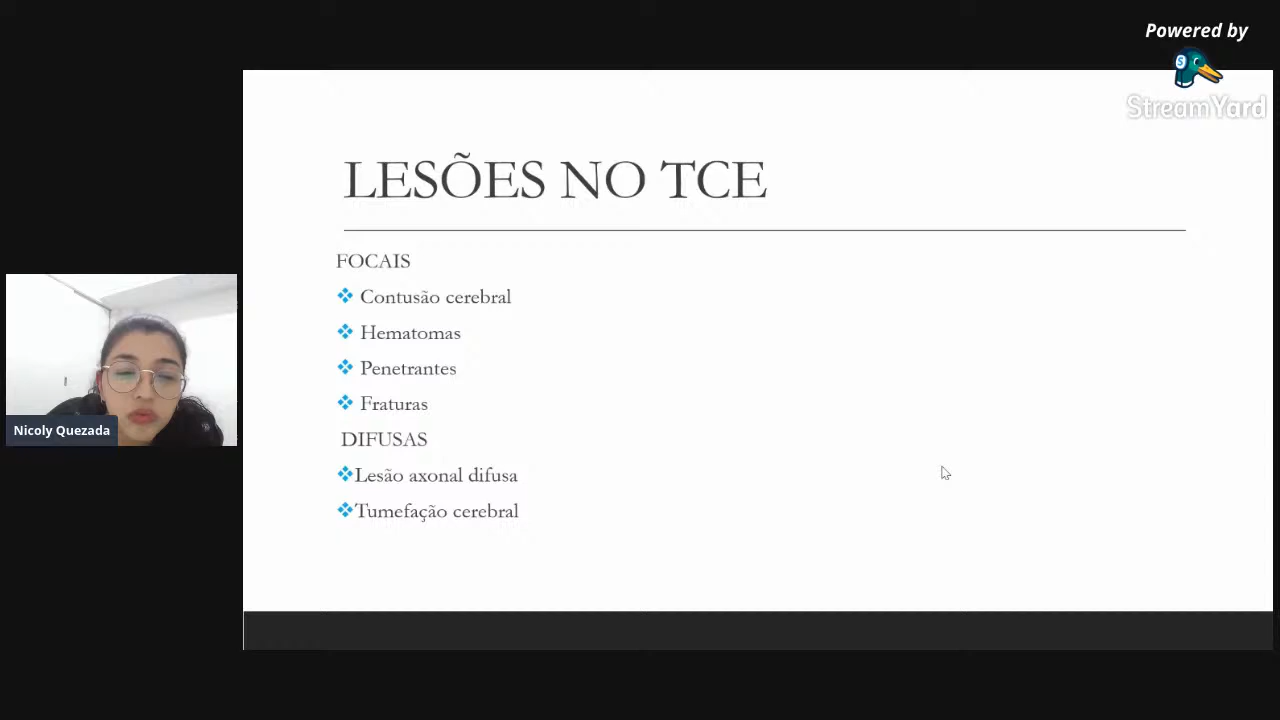 Powered by
StreamYard
LESÕES NO TCE
FOCAIS
Contusão cerebral
Hematomas
Penetrantes
Fraturas
DIFUSAS
Lesão axonal difusa
Tumefação cerebral
Nicoly Quezada